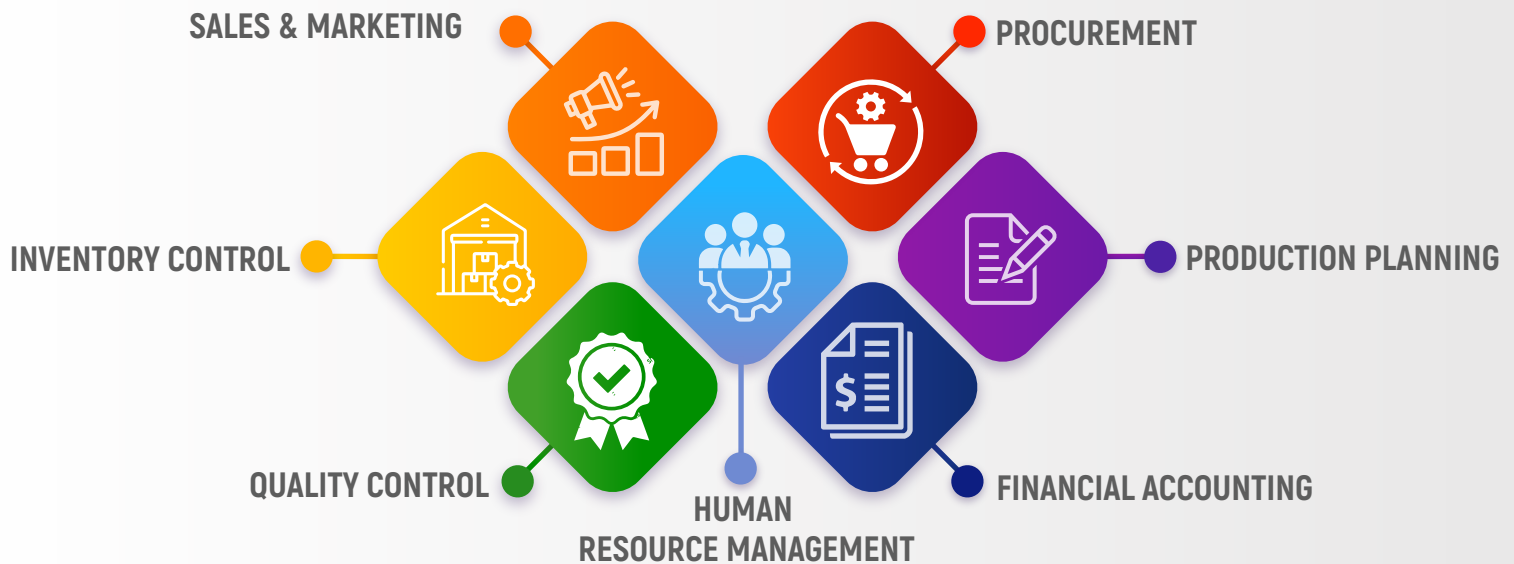 SALES & MARKETING
PROCUREMENT
INVENTORY CONTROL
PRODUCTION PLANNING
$
QUALITY CONTROL
FINANCIAL ACCOUNTING
HUMAN
RESOURCE MANAGEMENT